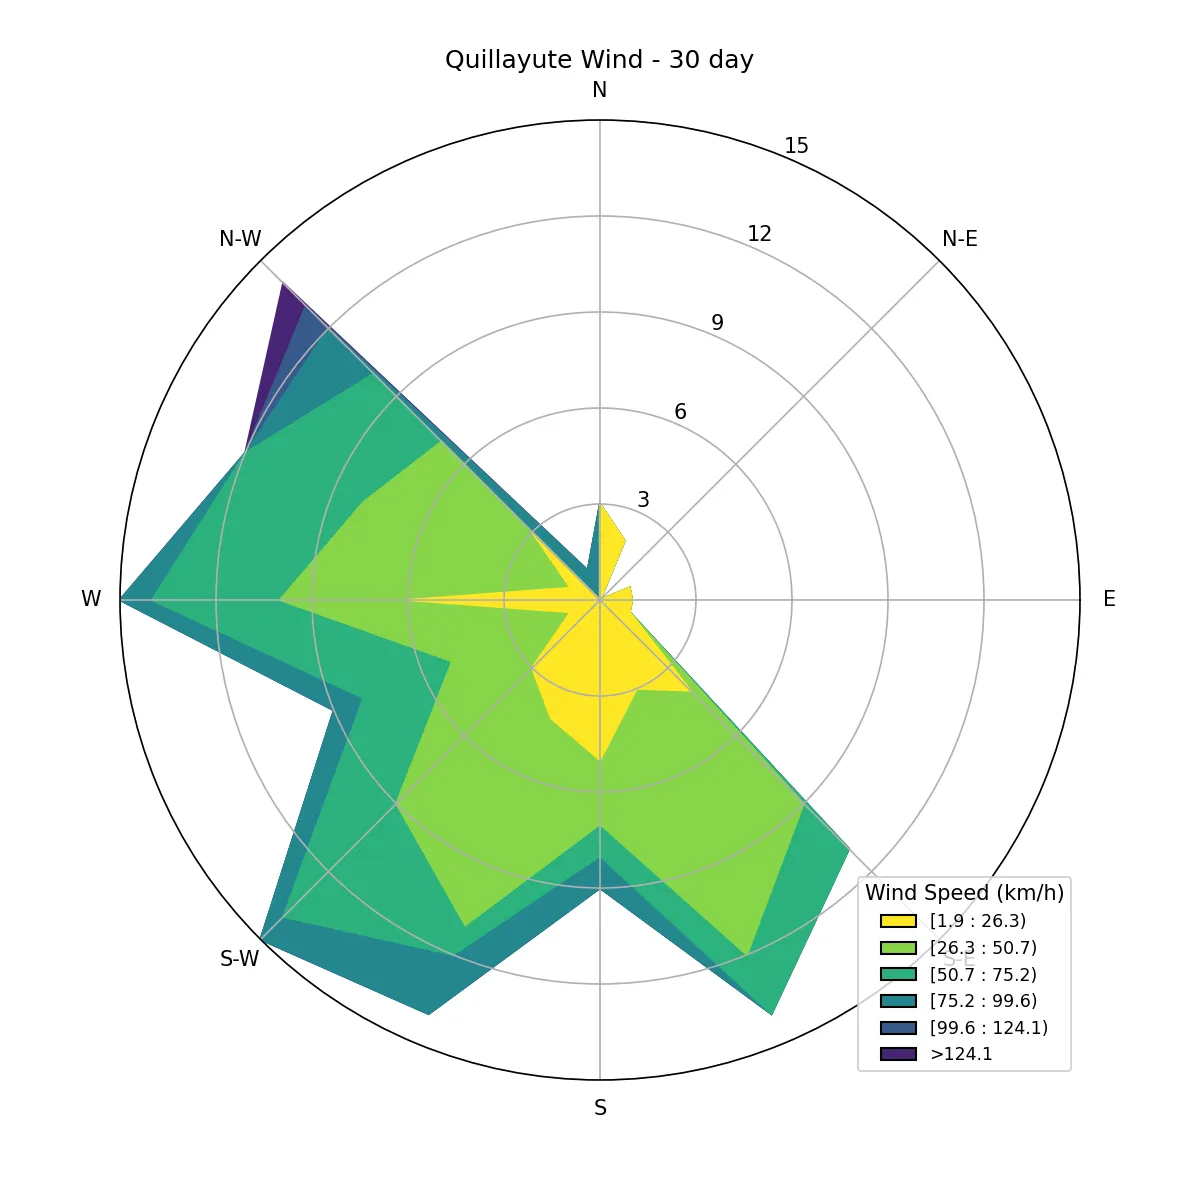 Quillayute Wind - 30 day
N
15
N-W
12
N-E
9
6
3
W
E
Wind Speed (km/h)
[1.9 : 26.3)
[26.3 : 50.7)
S-W
S-E
[50.7 : 75.2)
[75.2 : 99.6)
[99.6 : 124.1)
>124.1
S